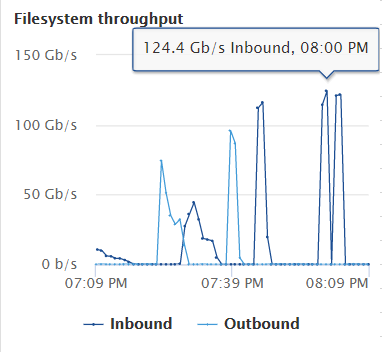 Filesystem throughput
124.4 Gb/s Inbound, 08:00 PM
150 Gb/s
100 Gb/s
50 Gb/s
0 b/s
07:09 PM 07:39 PM 08:09 PM
Inbound Outbound